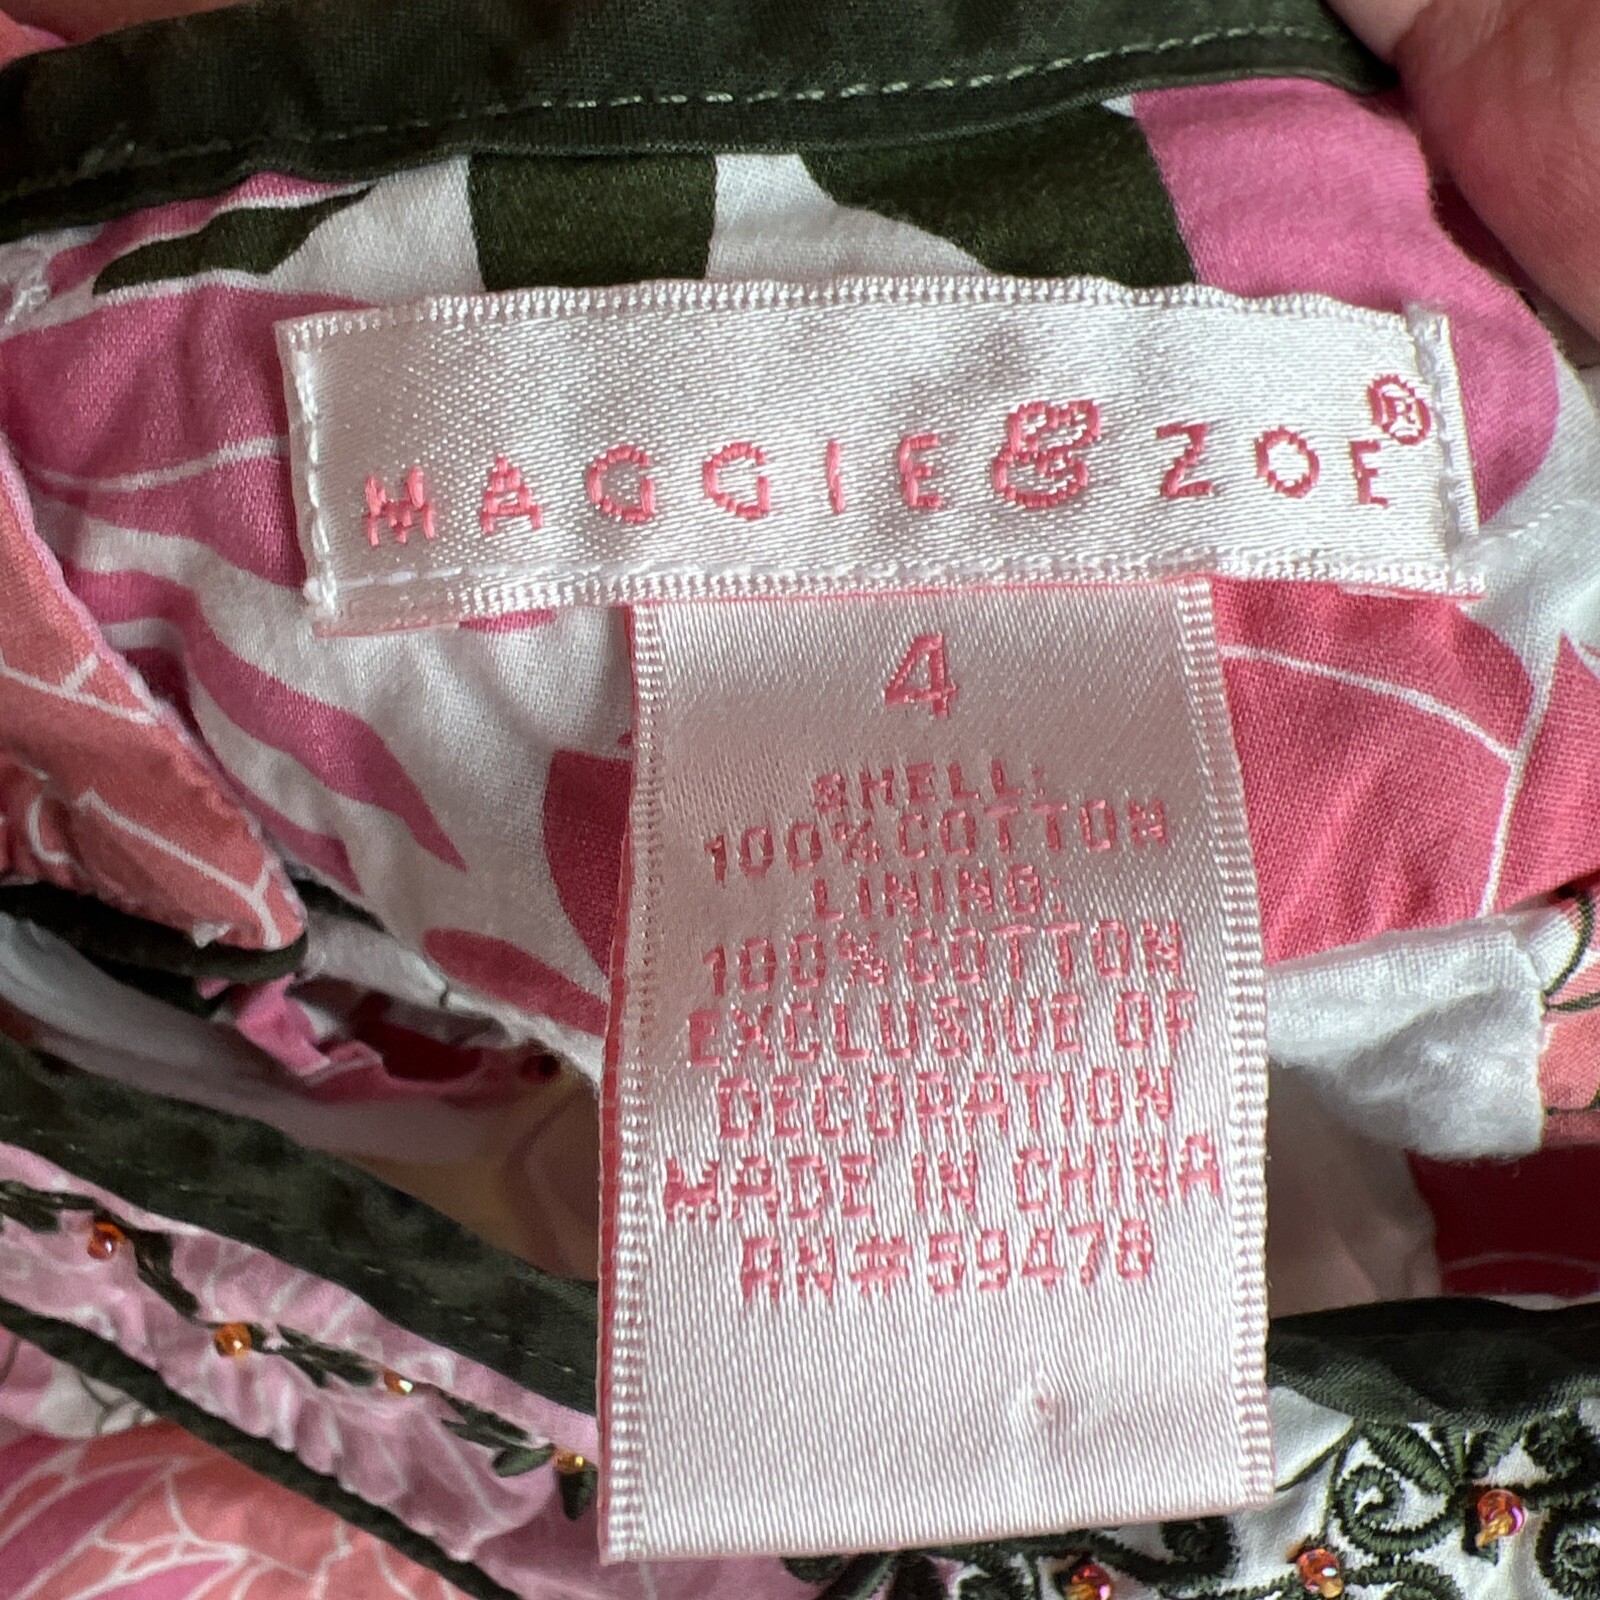 MAGGIE & ZOE®
4
SHELL:
100% COTTON
LINING:
100% COTTON
EXCLUSIVE OF
DECORATION
MADE IN CHINA
RN# 59478